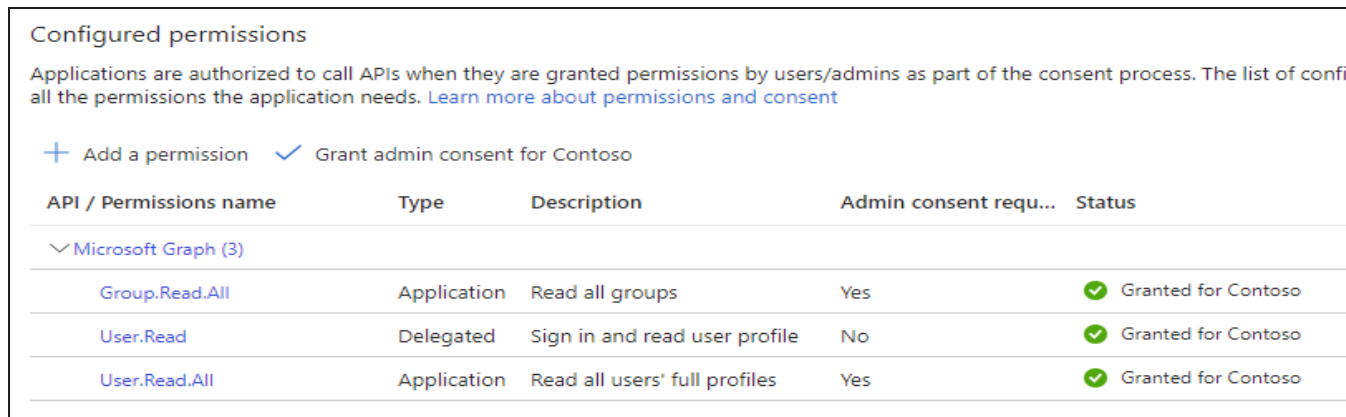 Configured permissions
Applications are authorized to call APIs when they are granted permissions by users/admins as part of the consent process. The list of confi
all the permissions the application needs. Learn more about permissions and consent
Add a permission Grant admin consent for Contoso
API / Permissions name Type Description Admin consent requ... Status
Microsoft Graph (3)
Group.Read.All Application Read all groups Yes Granted for Contoso
User.Read Delegated Sign in and read user profile No Granted for Contoso
User.Read.All Application Read all users' full profiles Yes Granted for Contoso